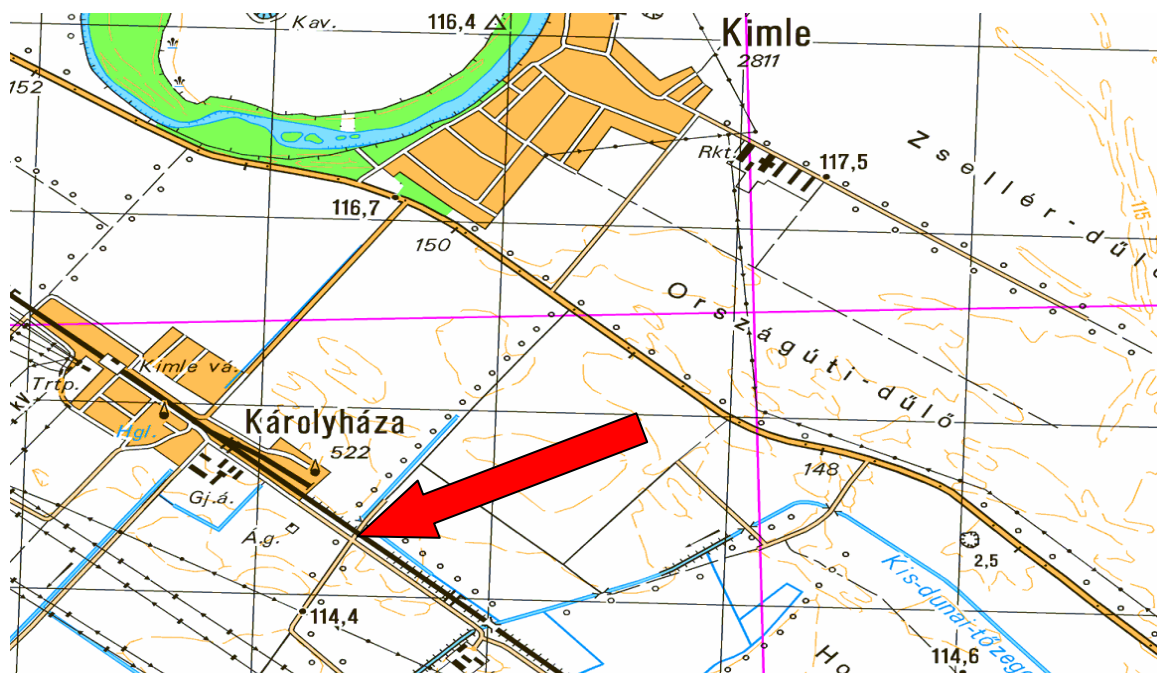 Kav.
116,4
Kimle
2811
152
Rkt.
117,5
Zsellér-dűlő
115
116,7
150
Országúti-dűlő
Kimle vá.
Trtp.
Károlyháza
522
Hgl.
148
Gj.á.
Á.g.
2,5
Kis-dunai-tőzege
114,4
114,6
Ho